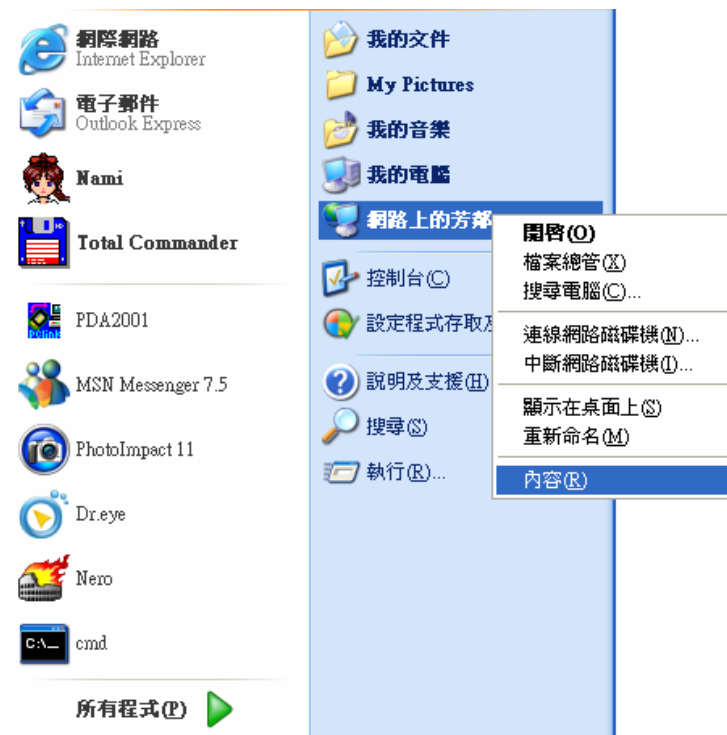 網際網路
Internet Explorer
電子郵件
Outlook Express
Nami
Total Commander
PDA2001
MSN Messenger 7.5
PhotoImpact 11
Dr.eye
Nero
C:\_
cmd
所有程式(P)
我的文件
My Pictures
我的音樂
我的電腦
網路上的芳鄰
控制台(C)
設定程式存取及
說明及支援(H)
搜尋(S)
執行(R)...
開啟(O)
檔案總管(X)
搜尋電腦(C)...
連線網路磁碟機(N)...
中斷網路磁碟機(I)...
顯示在桌面上(S)
重新命名(M)
內容(R)